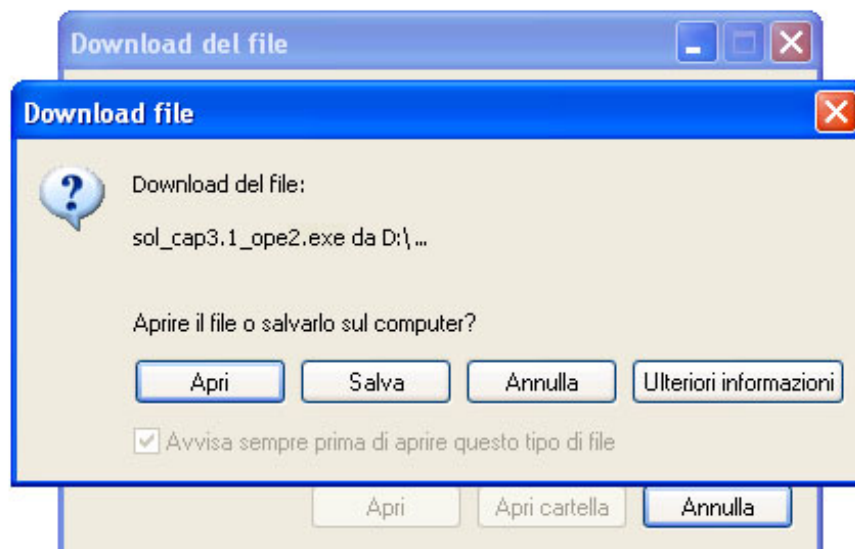 Download del file
Download file
Download del file:
sol_cap3.1_ope2.exe da D:\ ...
Aprire il file o salvarlo sul computer?
Apri Salva Annulla Ulteriori informazioni
Avvisa sempre prima di aprire questo tipo di file
Apri Apri cartella Annulla